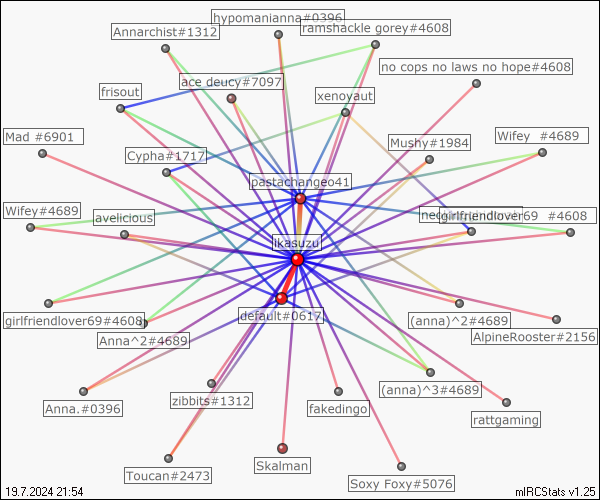 hypomanianna#0396
Annarchist#1312
ramshackle gorey#4608
no cops no laws no hope#4608
ace deucy#7097
frisout
xenoyaut
Mad #6901
Mushy#1984
Wifey #4689
Cypha#1717
pastachangeo41
Wifey#4689
avelicious
girlfriendlover69 #4608
ikasuzu
girlfriendlover69#4608
default#0617
(anna)^2#4689
Anna^2#4689
AlpineRooster#2156
(anna)^3#4689
Anna.#0396
zibbits#1312
fakedingo
rattgaming
Toucan#2473
Skalman
Soxy Foxy#5076
19.7.2024 21:54
mIRCStats v1.25